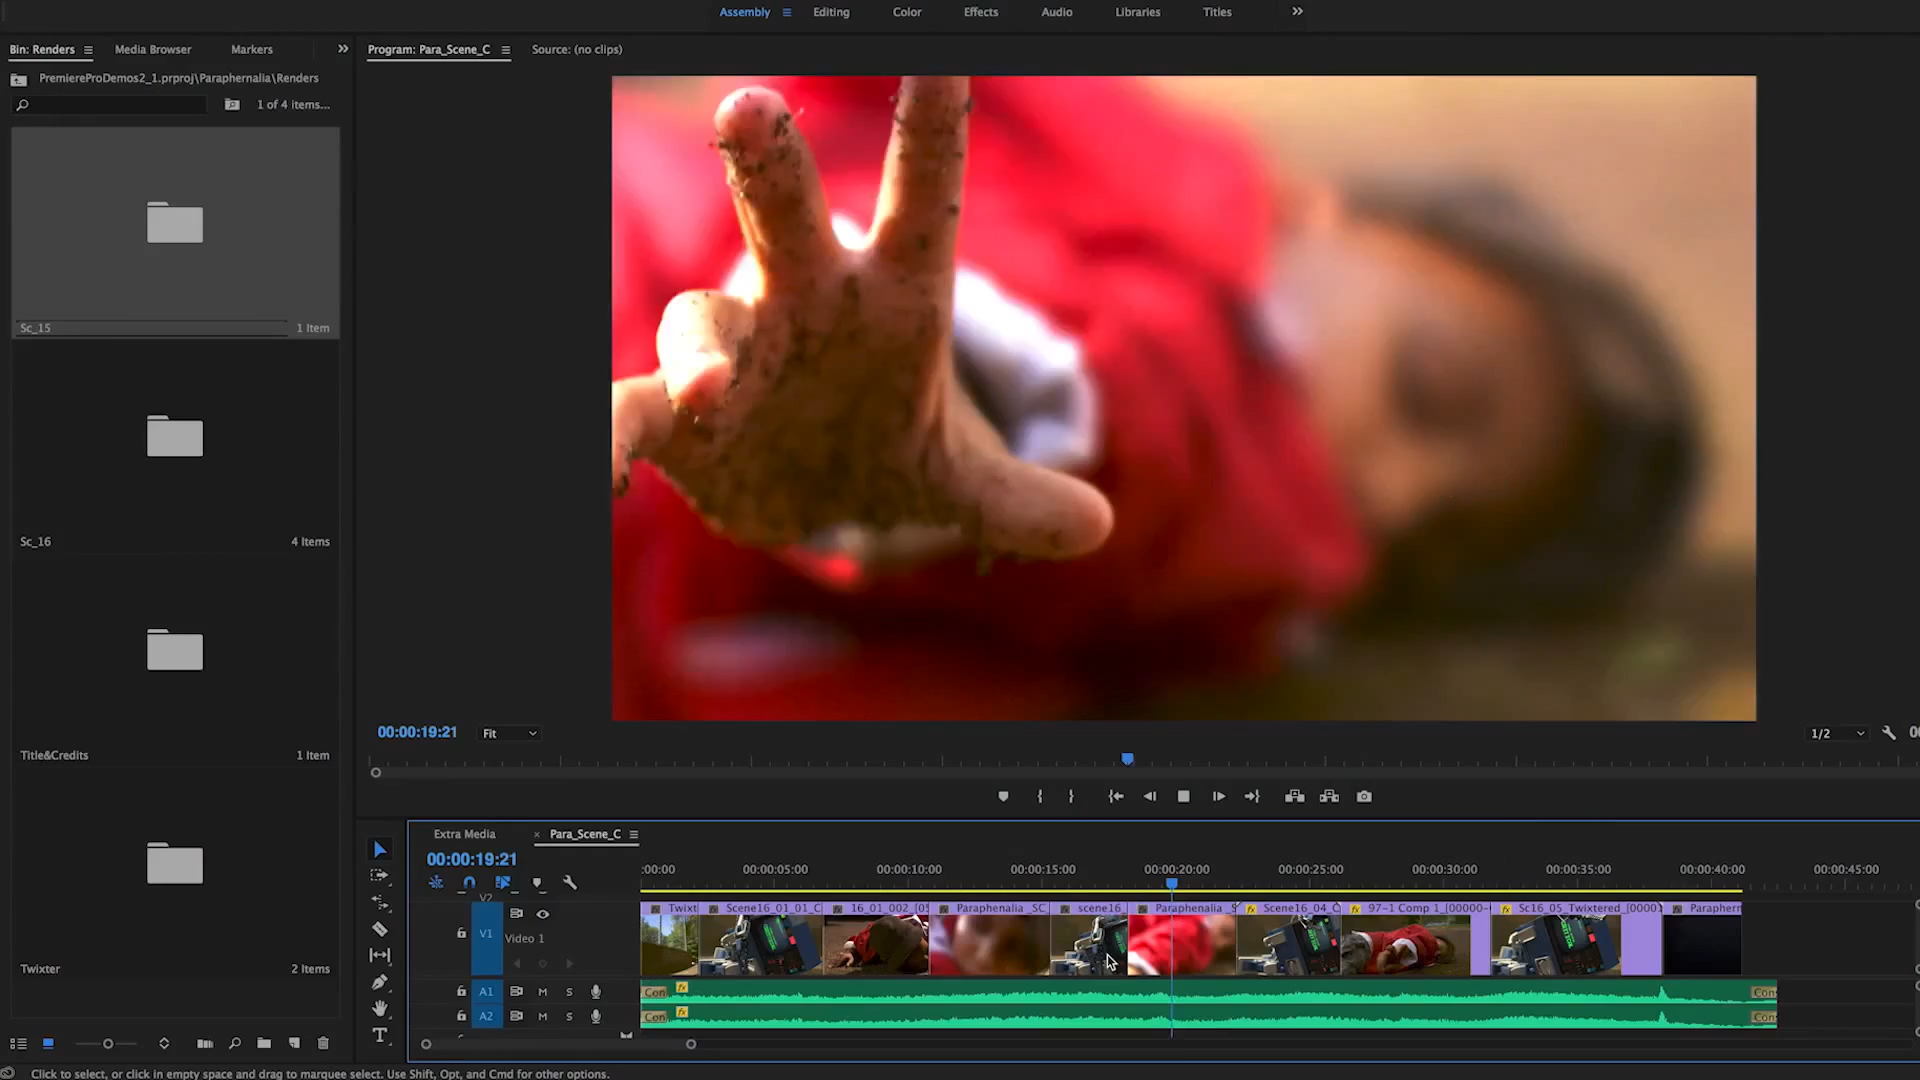 Assembly Editing Color Effects Audio Libraries Titles
Bin: Renders Media Browser Markers
Program: Para_Scene_C Source: (no clips)
PremiereProDemos2_1.prproj\Paraphernalia\Renders
1 of 4 items...
Sc_15 1 Item
Sc_16 4 Items
Title&Credits 1 Item
Twixter 2 Items
00:00:19:21 Fit 1/2
Extra Media Para_Scene_C
00:00:19:21
:00:00 00:00:05:00 00:00:10:00 00:00:15:00 00:00:20:00 00:00:25:00 00:00:30:00 00:00:35:00 00:00:40:00 00:00:45:00
V2
Twixt Scene16_01_01_C 16_01_002_[05 Paraphenalia_SC scene16 Paraphenalia_S Scene16_04_C 97-1 Comp 1_[00000- Sc16_05_Twixtered_[0000 Paraphern
V1 Video 1
A1 M S Con fx Con
A2 M S Con fx Con
Click to select, or click in empty space and drag to marquee select. Use Shift, Opt, and Cmd for other options.